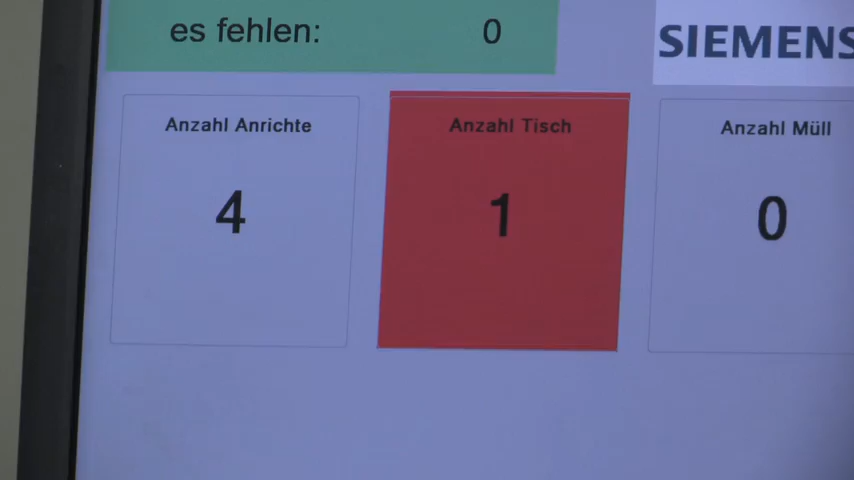 es fehlen: 0
SIEMENS
Anzahl Anrichte
4
Anzahl Tisch
1
Anzahl Müll
0